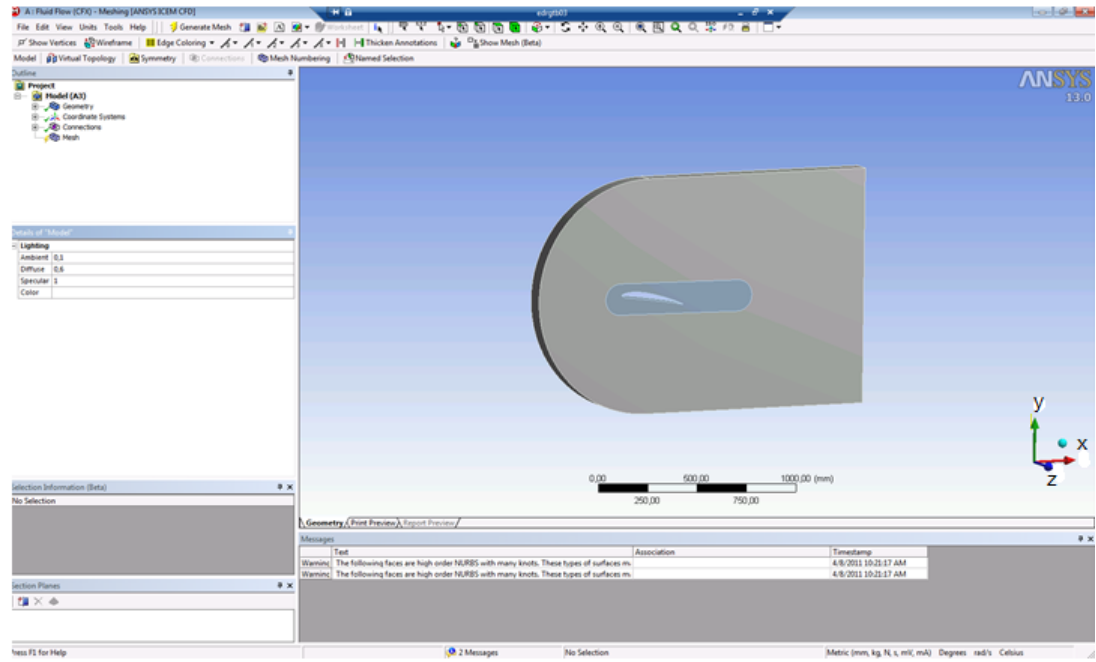 A : Fluid Flow (CFX) - Meshing [ANSYS ICEM CFD]
edrgtb03
File Edit View Units Tools Help Generate Mesh Worksheet
Show Vertices Wireframe Edge Coloring Thicken Annotations Show Mesh (Beta)
Model Virtual Topology Symmetry Connections Mesh Numbering Named Selection
Outline
Project
Model (A3)
Geometry
Coordinate Systems
Connections
Mesh
ANSYS
13.0
Details of "Model"
Lighting
Ambient 0,1
Diffuse 0,6
Specular 1
Color
y
x
z
0,00 500,00 1000,00 (mm)
250,00 750,00
Selection Information (Beta)
No Selection
Geometry Print Preview Report Preview
Messages
Text Association Timestamp
Warning The following faces are high order NURBS with many knots. These types of surfaces m 4/8/2011 10:21:17 AM
Warning The following faces are high order NURBS with many knots. These types of surfaces m 4/8/2011 10:21:17 AM
Section Planes
Press F1 for Help 2 Messages No Selection Metric (mm, kg, N, s, mV, mA) Degrees rad/s Celsius